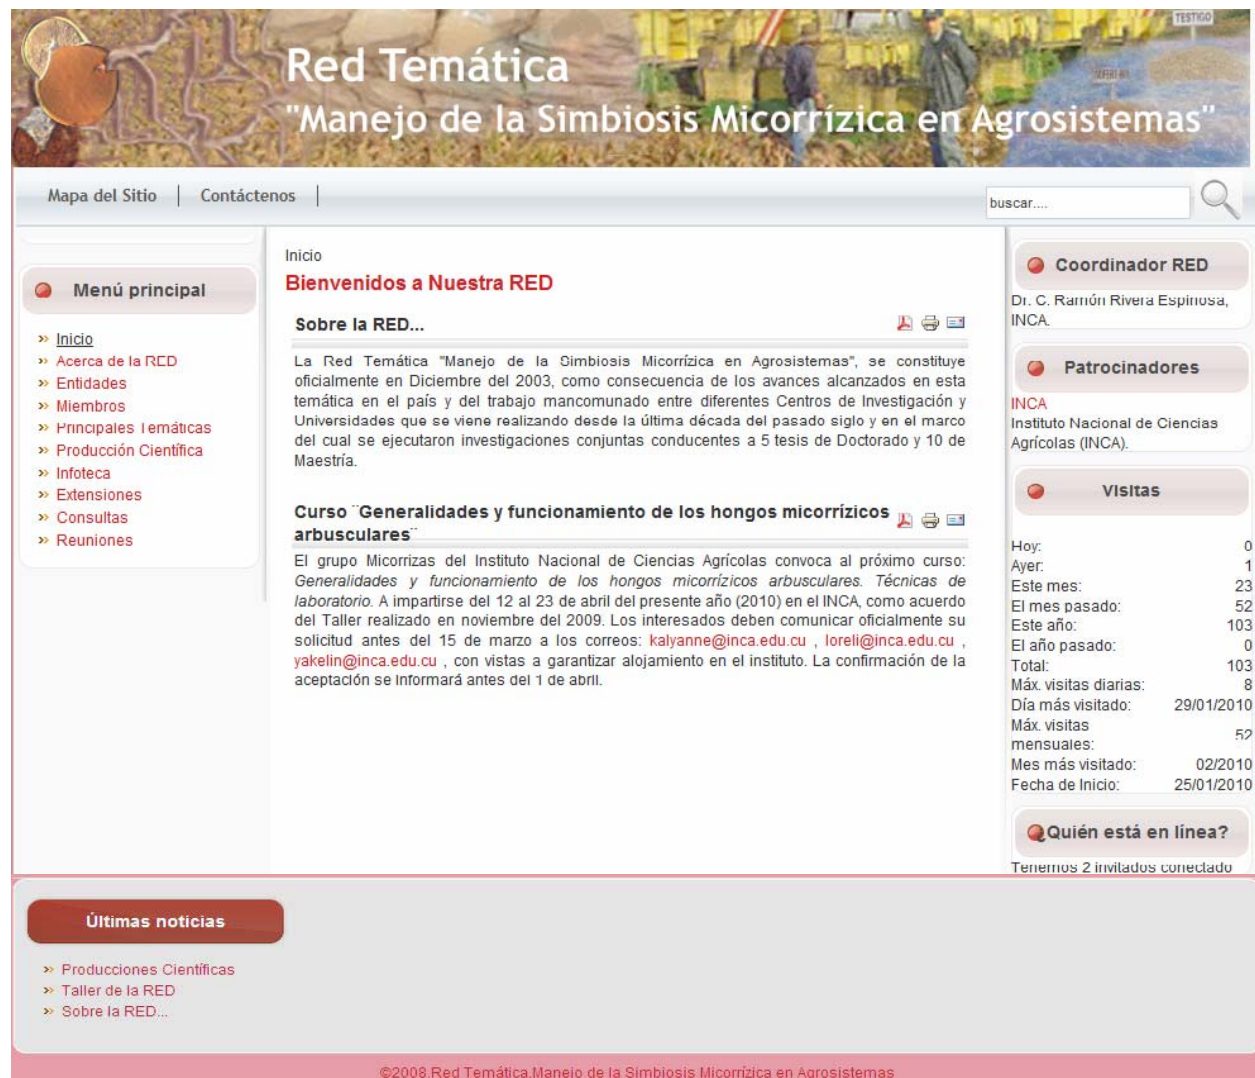 TESTIGO
Red Temática
"Manejo de la Simbiosis Micorrízica en Agrosistemas"
Mapa del Sitio | Contáctenos |
buscar....
Menú principal
Inicio
Acerca de la RED
Entidades
Miembros
Principales Temáticas
Producción Científica
Infoteca
Extensiones
Consultas
Reuniones
Inicio
Bienvenidos a Nuestra RED
Sobre la RED...
La Red Temática "Manejo de la Simbiosis Micorrízica en Agrosistemas", se constituye
oficialmente en Diciembre del 2003, como consecuencia de los avances alcanzados en esta
temática en el país y del trabajo mancomunado entre diferentes Centros de Investigación y
Universidades que se viene realizando desde la última década del pasado siglo y en el marco
del cual se ejecutaron investigaciones conjuntas conducentes a 5 tesis de Doctorado y 10 de
Maestría.
Curso ¨Generalidades y funcionamiento de los hongos micorrízicos
arbusculares¨
El grupo Micorrizas del Instituto Nacional de Ciencias Agrícolas convoca al próximo curso:
Generalidades y funcionamiento de los hongos micorrízicos arbusculares. Técnicas de
laboratorio. A impartirse del 12 al 23 de abril del presente año (2010) en el INCA, como acuerdo
del Taller realizado en noviembre del 2009. Los interesados deben comunicar oficialmente su
solicitud antes del 15 de marzo a los correos: kalyanne@inca.edu.cu , loreli@inca.edu.cu ,
yakelin@inca.edu.cu , con vistas a garantizar alojamiento en el instituto. La confirmación de la
aceptación se informará antes del 1 de abril.
Coordinador RED
Dr. C. Ramón Rivera Espinosa,
INCA.
Patrocinadores
INCA
Instituto Nacional de Ciencias
Agrícolas (INCA).
Visitas
Hoy: 0
Ayer: 1
Este mes: 23
El mes pasado: 52
Este año: 103
El año pasado: 0
Total: 103
Máx. visitas diarias: 8
Día más visitado: 29/01/2010
Máx. visitas
mensuales: 52
Mes más visitado: 02/2010
Fecha de Inicio: 25/01/2010
Quién está en línea?
Tenemos 2 invitados conectado
Últimas noticias
Producciones Científicas
Taller de la RED
Sobre la RED...
©2008.Red Temática.Manejo de la Simbiosis Micorrízica en Agrosistemas